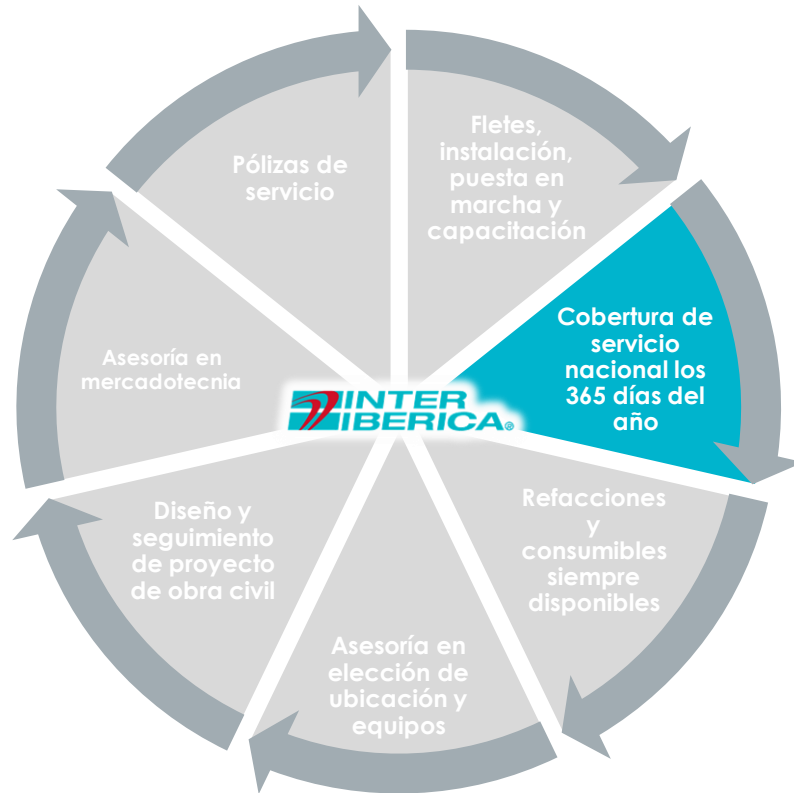 Fletes,
instalación,
puesta en
marcha y
capacitación
Cobertura de
servicio
nacional los
365 días del
año
Refacciones
y
consumibles
siempre
disponibles
Asesoría en
elección de
ubicación y
equipos
Diseño y
seguimiento
de proyecto
de obra civil
Asesoría en
mercadotecnia
Pólizas de
servicio
INTER
IBERICA®